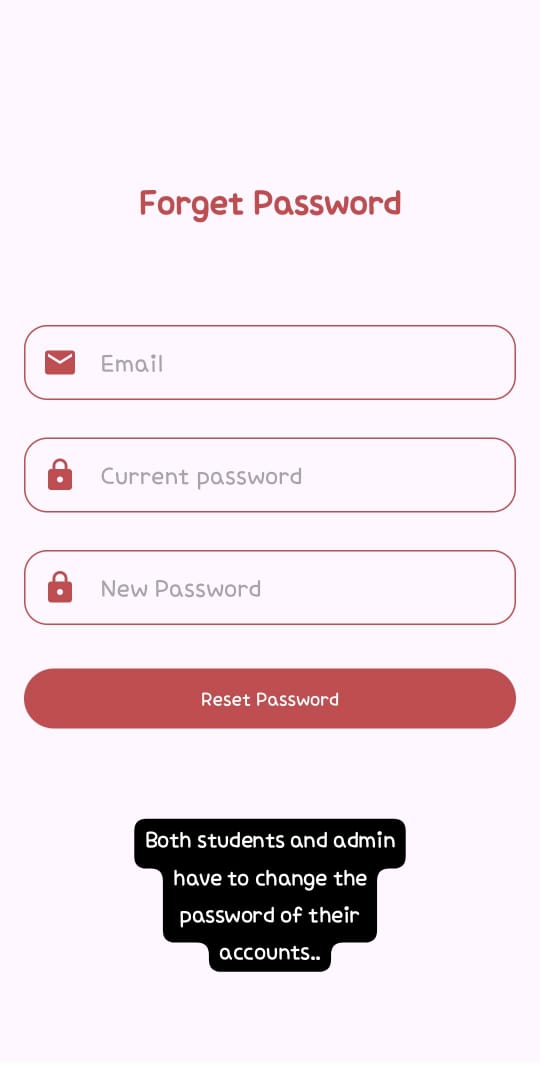 Forget Password
Email
Current password
New Password
Reset Password
Both students and admin
have to change the
password of their
accounts..